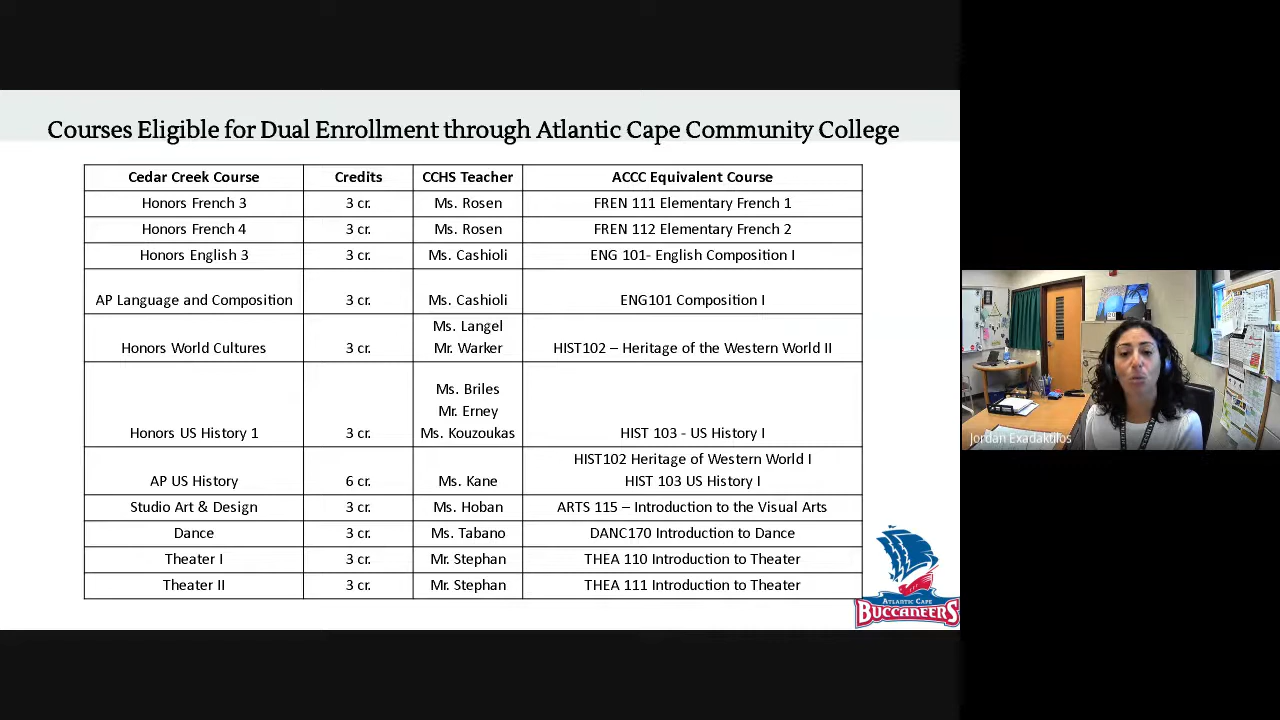 Courses Eligible for Dual Enrollment through Atlantic Cape Community College
Cedar Creek Course Credits CCHS Teacher ACCC Equivalent Course
Honors French 3 3 cr. Ms. Rosen FREN 111 Elementary French 1
Honors French 4 3 cr. Ms. Rosen FREN 112 Elementary French 2
Honors English 3 3 cr. Ms. Cashioli ENG 101- English Composition I
AP Language and Composition 3 cr. Ms. Cashioli ENG101 Composition I
Ms. Langel
Honors World Cultures 3 cr. Mr. Warker HIST102 – Heritage of the Western World II
Ms. Briles
Mr. Erney
Honors US History 1 3 cr. Ms. Kouzoukas HIST 103 - US History I
HIST102 Heritage of Western World I
AP US History 6 cr. Ms. Kane HIST 103 US History I
Studio Art & Design 3 cr. Ms. Hoban ARTS 115 – Introduction to the Visual Arts
Dance 3 cr. Ms. Tabano DANC170 Introduction to Dance
Theater I 3 cr. Mr. Stephan THEA 110 Introduction to Theater
Theater II 3 cr. Mr. Stephan THEA 111 Introduction to Theater
ATLANTIC CAPE
BUCCANEERS
Jordan Exadaktilos